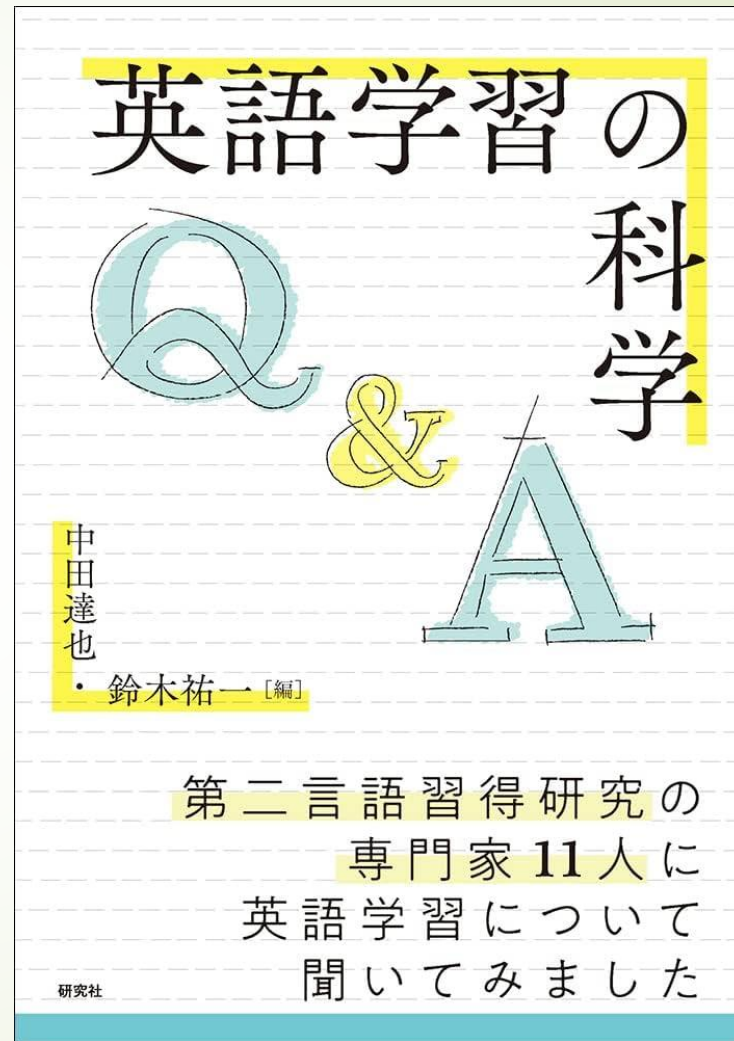 英語学習の
科学
Q
&
A
中田達也・
鈴木祐一［編］
第二言語習得研究の
専門家11人に
英語学習について
聞いてみました
研究社